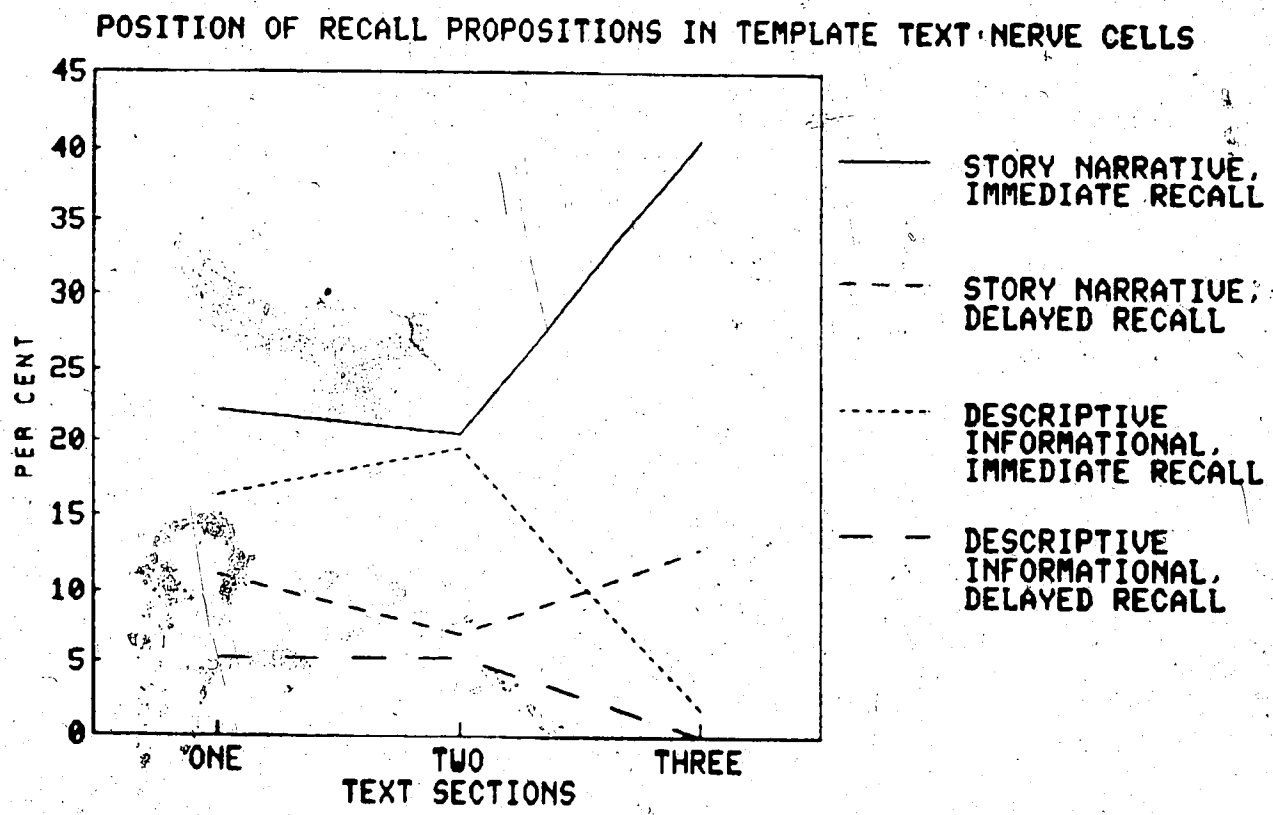 POSITION OF RECALL PROPOSITIONS IN TEMPLATE TEXT:NERVE CELLS
45
40
35
30
25
20
15
10
5
0
PER CENT
ONE TWO THREE
TEXT SECTIONS
STORY NARRATIVE,
IMMEDIATE RECALL
STORY NARRATIVE,
DELAYED RECALL
DESCRIPTIVE
INFORMATIONAL,
IMMEDIATE RECALL
DESCRIPTIVE
INFORMATIONAL,
DELAYED RECALL